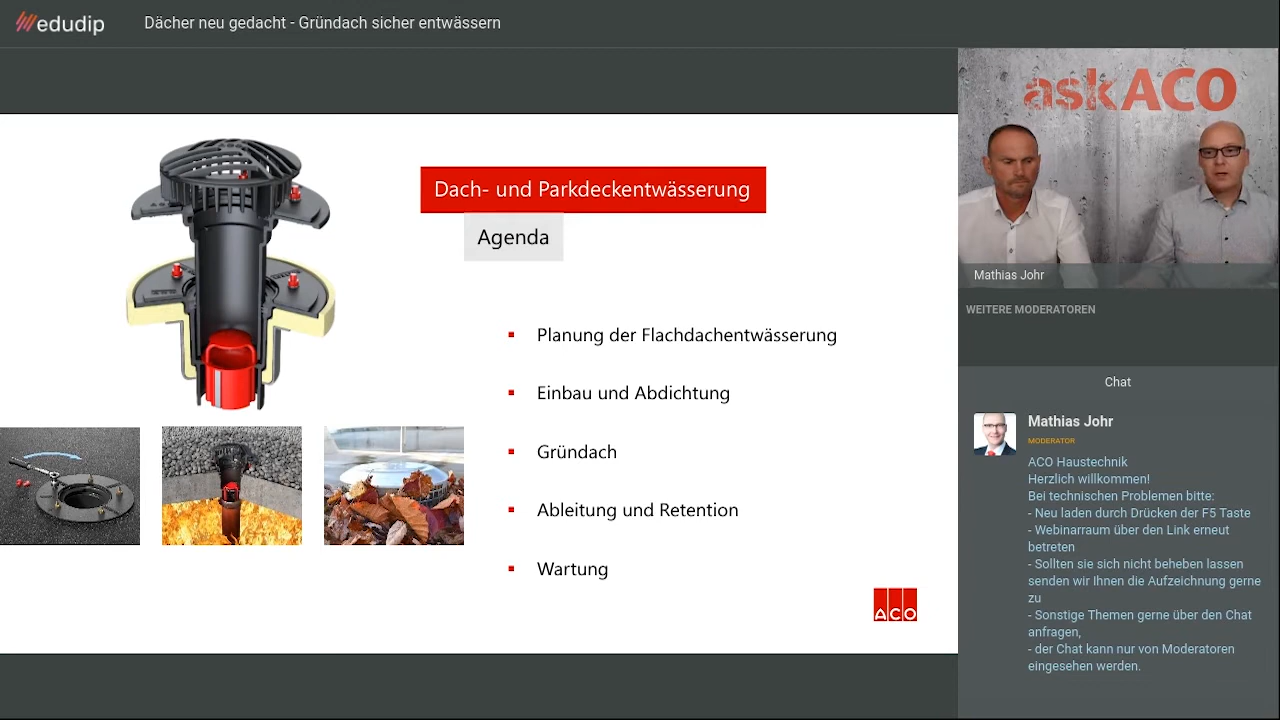 edudip
Dächer neu gedacht - Gründach sicher entwässern
askACO
Dach- und Parkdeckentwässerung
Agenda
Planung der Flachdachentwässerung
Einbau und Abdichtung
Gründach
Ableitung und Retention
Wartung
ACO
Mathias Johr
WEITERE MODERATOREN
Chat
Mathias Johr
MODERATOR
ACO Haustechnik
Herzlich willkommen!
Bei technischen Problemen bitte:
- Neu laden durch Drücken der F5 Taste
- Webinarraum über den Link erneut
betreten
- Sollten sie sich nicht beheben lassen
senden wir Ihnen die Aufzeichnung gerne
zu
- Sonstige Themen gerne über den Chat
anfragen,
- der Chat kann nur von Moderatoren
eingesehen werden.